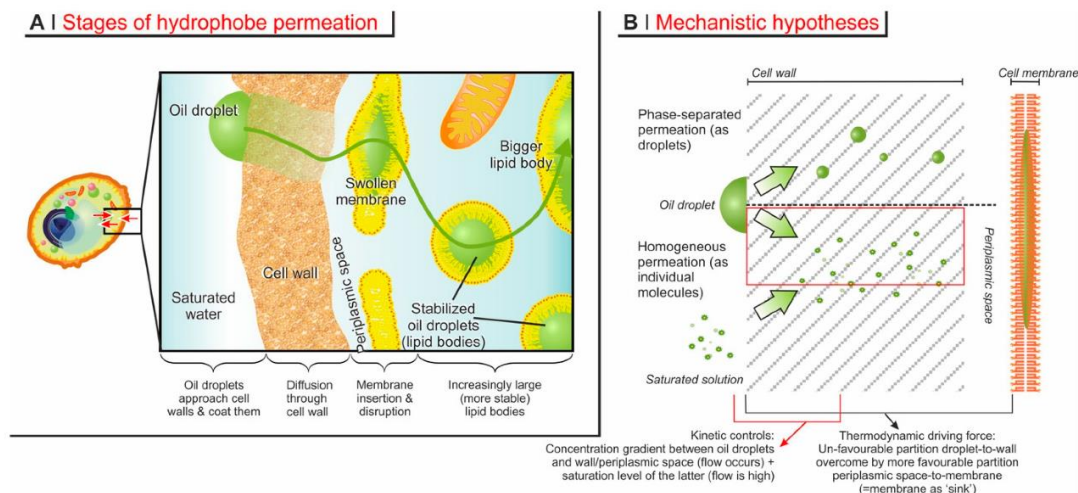 A | Stages of hydrophobe permeation
Oil droplet
Swollen
membrane
Bigger
lipid body
Cell wall
Periplasmic space
Saturated
water
Stabilized
oil droplets
(lipid bodies)
Oil droplets
approach cell
walls & coat them
Diffusion
through
cell wall
Membrane
insertion &
disruption
Increasingly large
(more stable)
lipid bodies
B | Mechanistic hypotheses
Cell wall
Cell membrane
Phase-separated
permeation (as
droplets)
Oil droplet
Homogeneous
permeation (as
individual
molecules)
Periplasmic space
Saturated solution
Kinetic controls:
Concentration gradient between oil droplets
and wall/periplasmic space (flow occurs) +
saturation level of the latter (flow is high)
Thermodynamic driving force:
Un-favourable partition droplet-to-wall
overcome by more favourable partition
periplasmic space-to-membrane
(=membrane as 'sink')